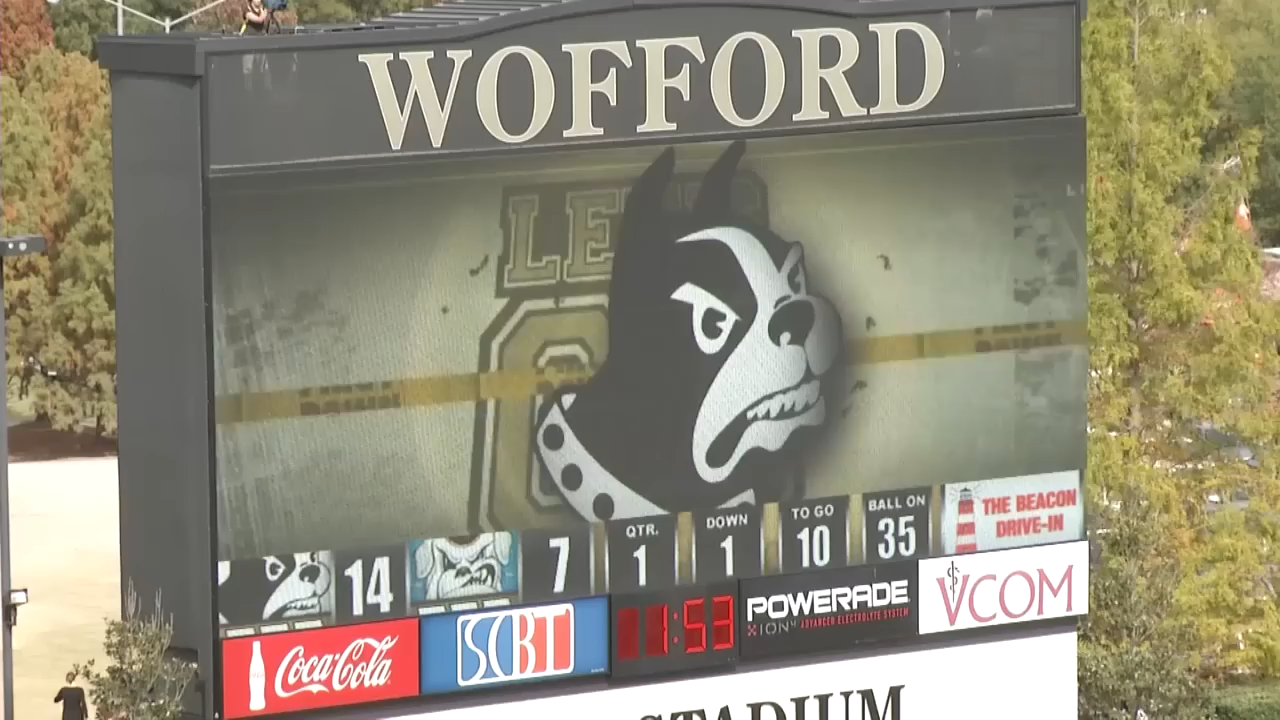 WOFFORD
QTR. DOWN TO GO BALL ON
14 7 1 1 10 35
THE BEACON
DRIVE-IN
Coca-Cola
SCBT
1:53
POWERADE
ION4 ADVANCED ELECTROLYTE SYSTEM
VCOM
STADIUM